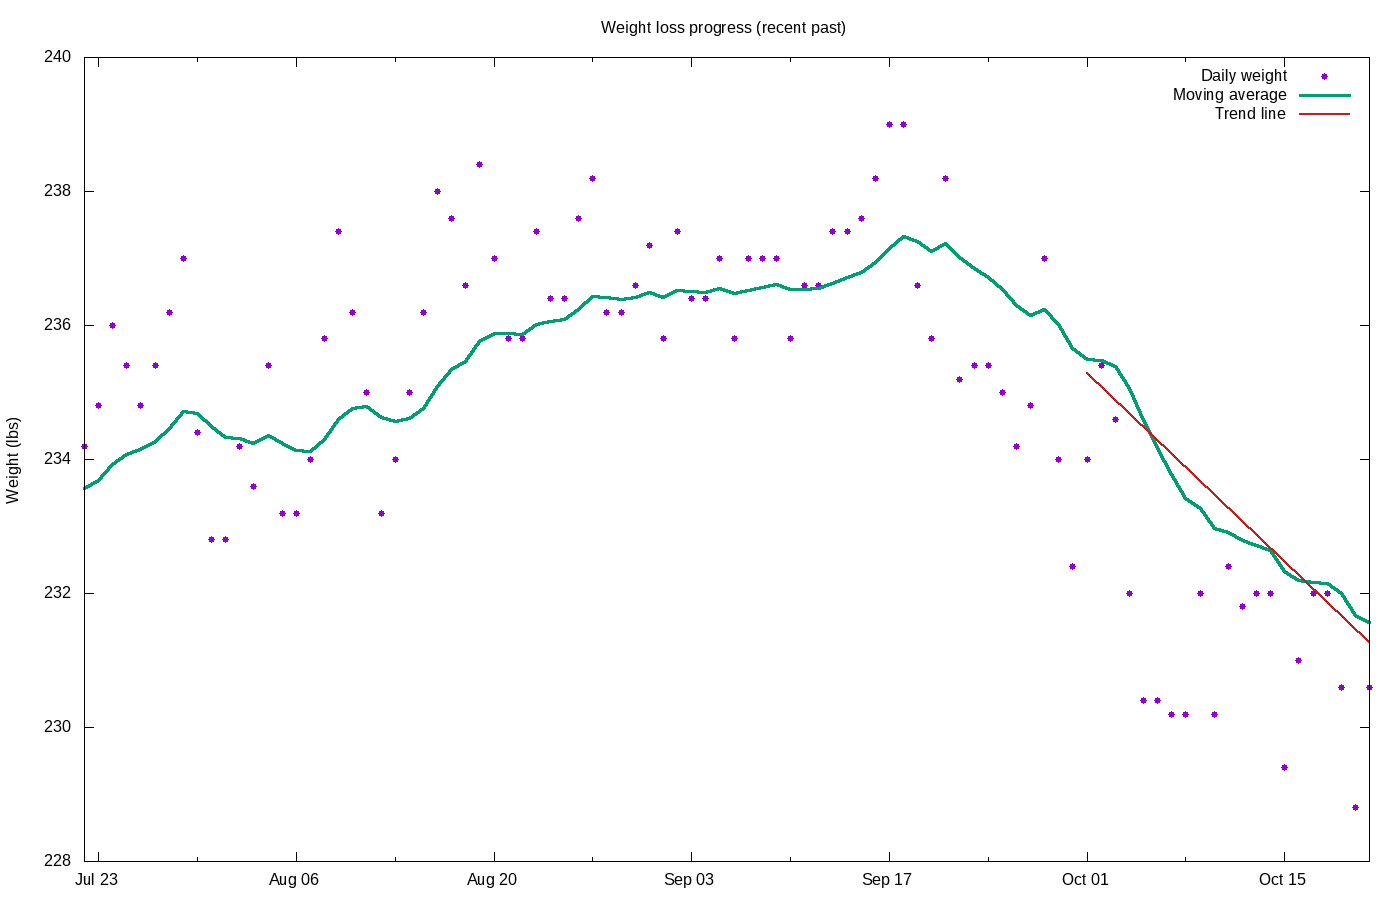 Weight loss progress (recent past)
Daily weight
Moving average
Trend line
240
238
236
234
232
230
228
Weight (lbs)
Jul 23 Aug 06 Aug 20 Sep 03 Sep 17 Oct 01 Oct 15